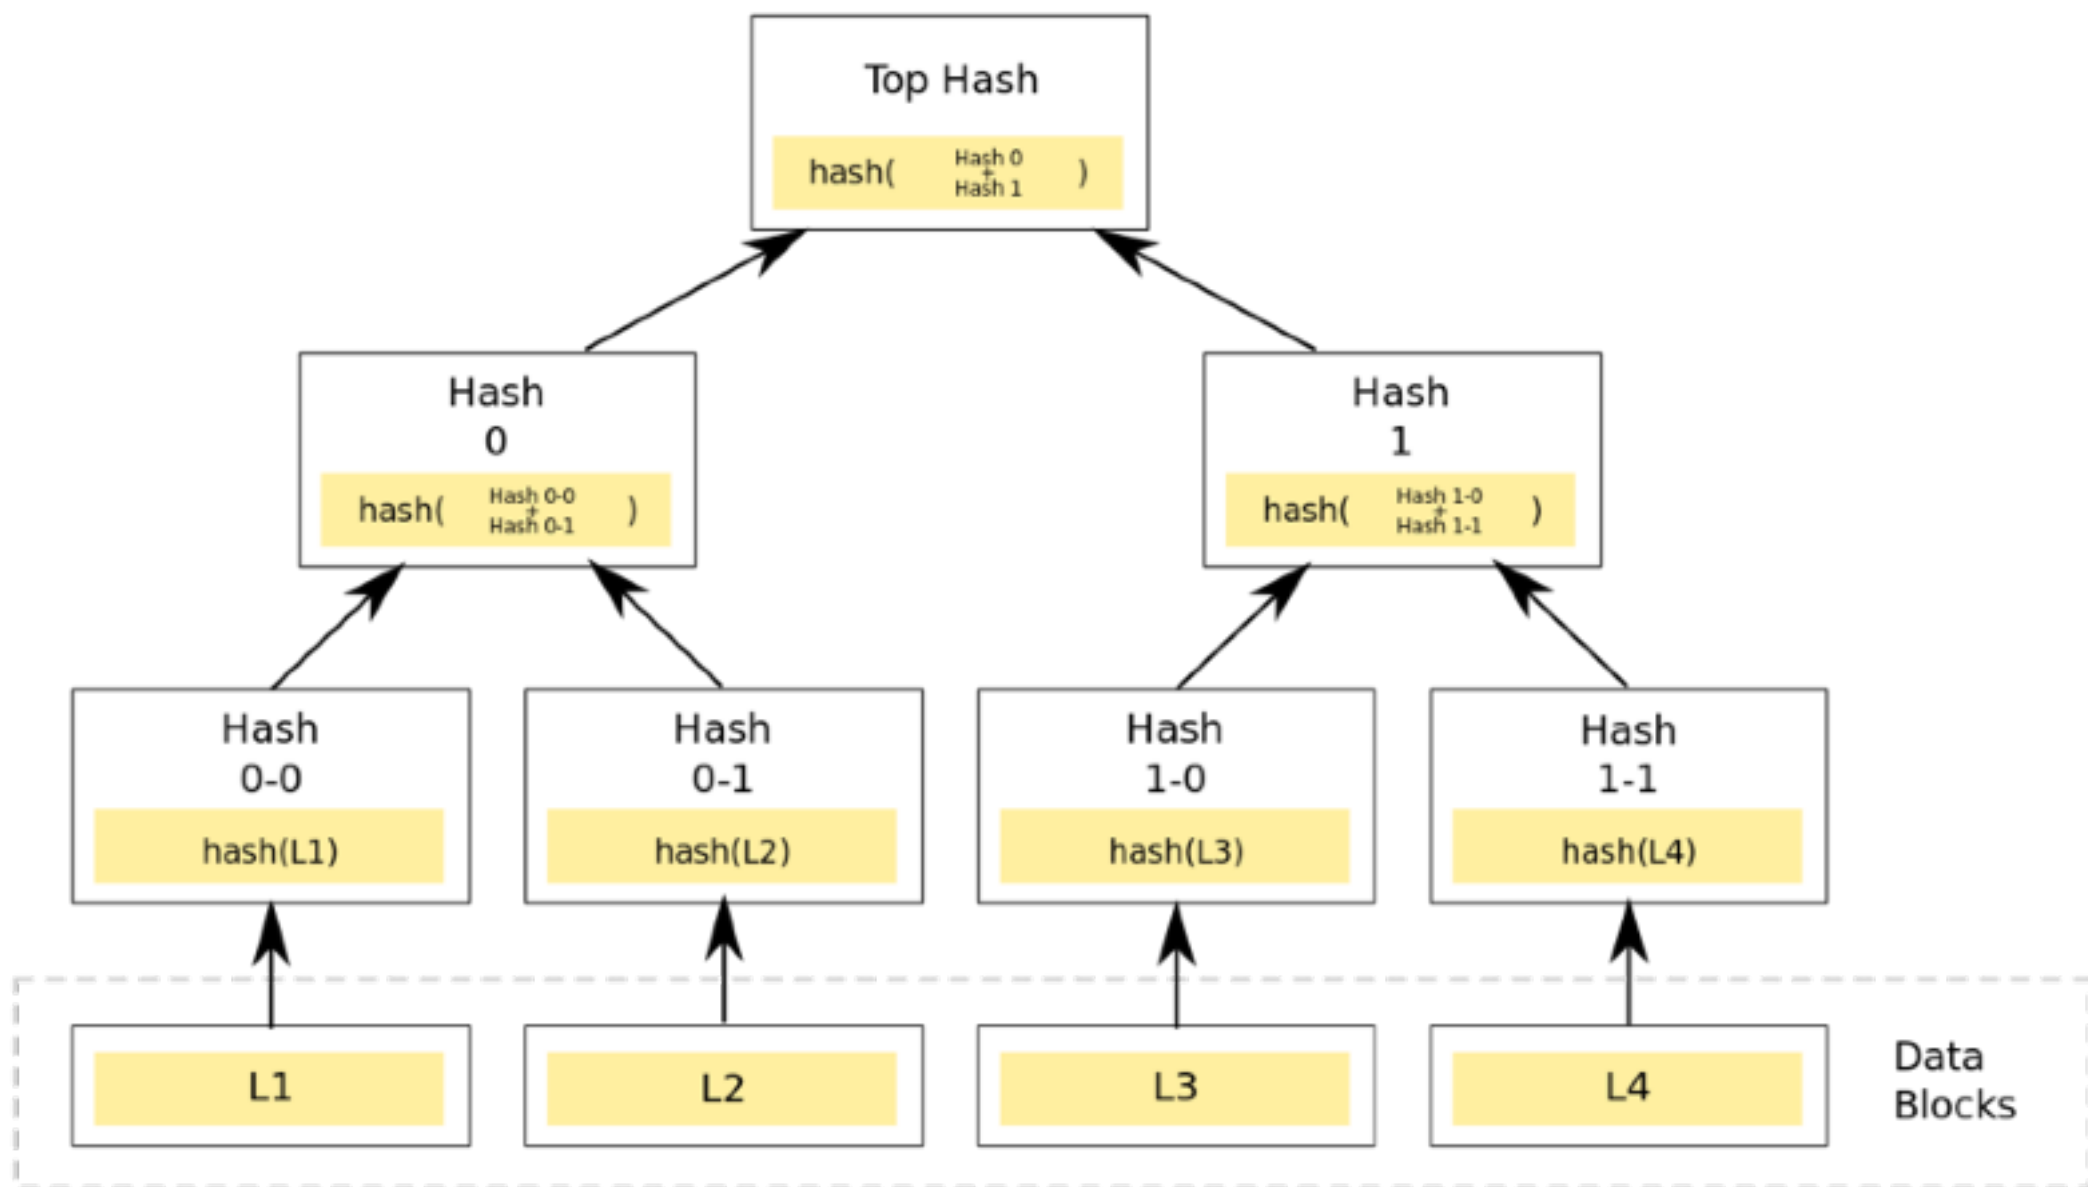 Top Hash
hash( Hash 0 + Hash 1 )
Hash
0
hash( Hash 0-0 + Hash 0-1 )
Hash
1
hash( Hash 1-0 + Hash 1-1 )
Hash
0-0
hash(L1)
Hash
0-1
hash(L2)
Hash
1-0
hash(L3)
Hash
1-1
hash(L4)
L1
L2
L3
L4
Data
Blocks